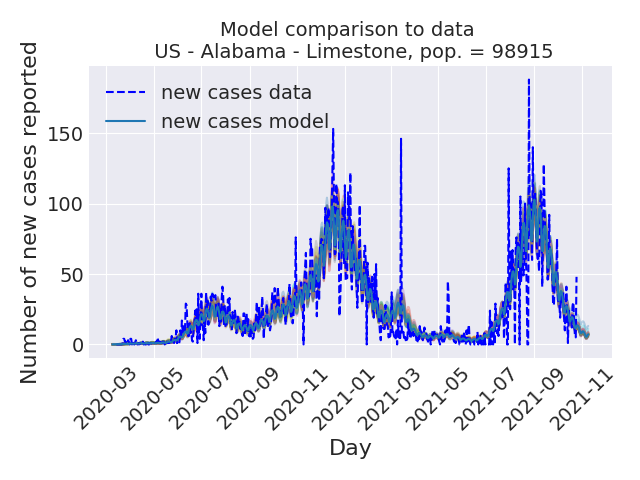 Model comparison to data
US - Alabama - Limestone, pop. = 98915
Number of new cases reported
new cases data
new cases model
150
100
50
0
2020-03
2020-05
2020-07
2020-09
2020-11
2021-01
2021-03
2021-05
2021-07
2021-09
2021-11
Day